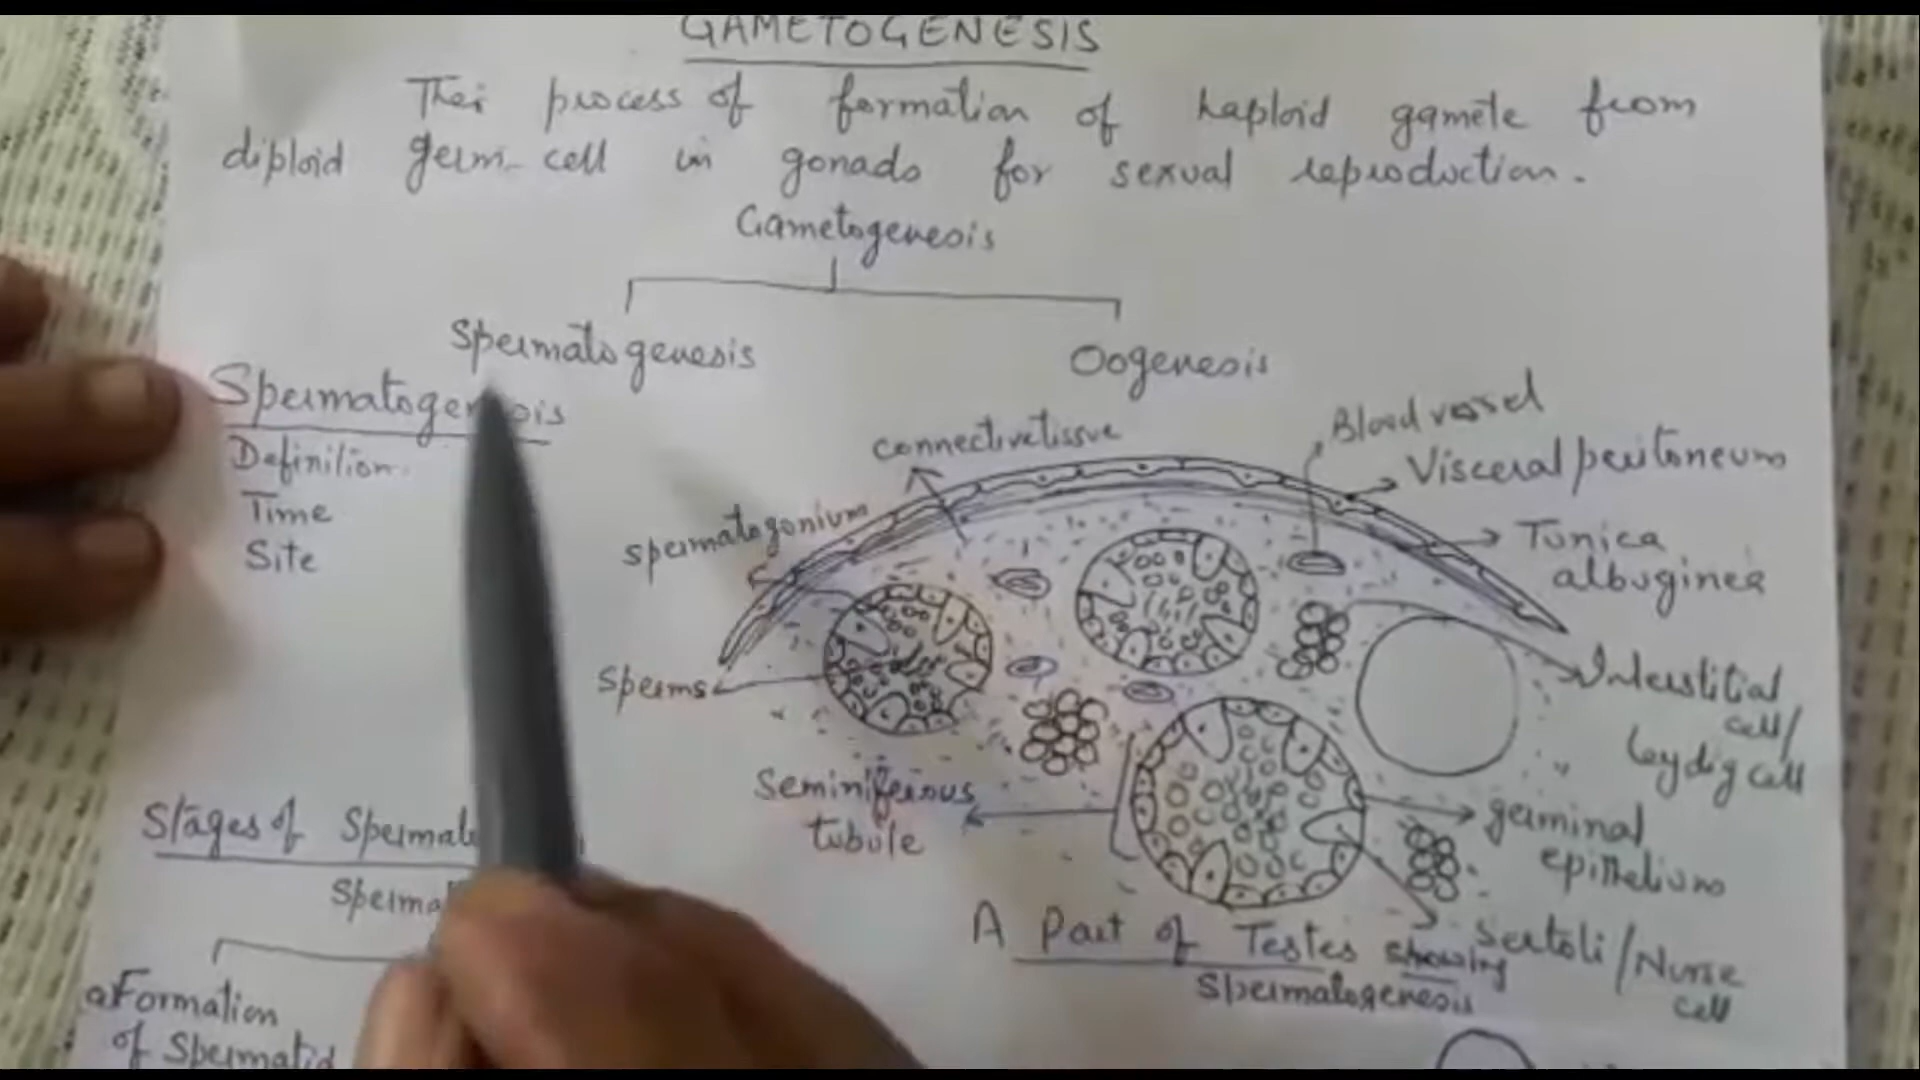 GAMETOGENESIS
The process of formation of haploid gamete from
diploid germ cell in gonads for sexual reproduction.
Gametogenesis
Spermatogenesis
Oogenesis
Spermatogenesis
Definition
Time
Site
connective tissue
Blood vessel
Visceral peritoneum
Tunica
albuginea
spermatogonium
Sperms
Interstitial
cell/
leydig cell
Seminiferous
tubule
germinal
epithelium
Sertoli/Nurse
cell
A Part of Testes showing
Spermatogenesis
Stages of
a Formation
of Spermatid